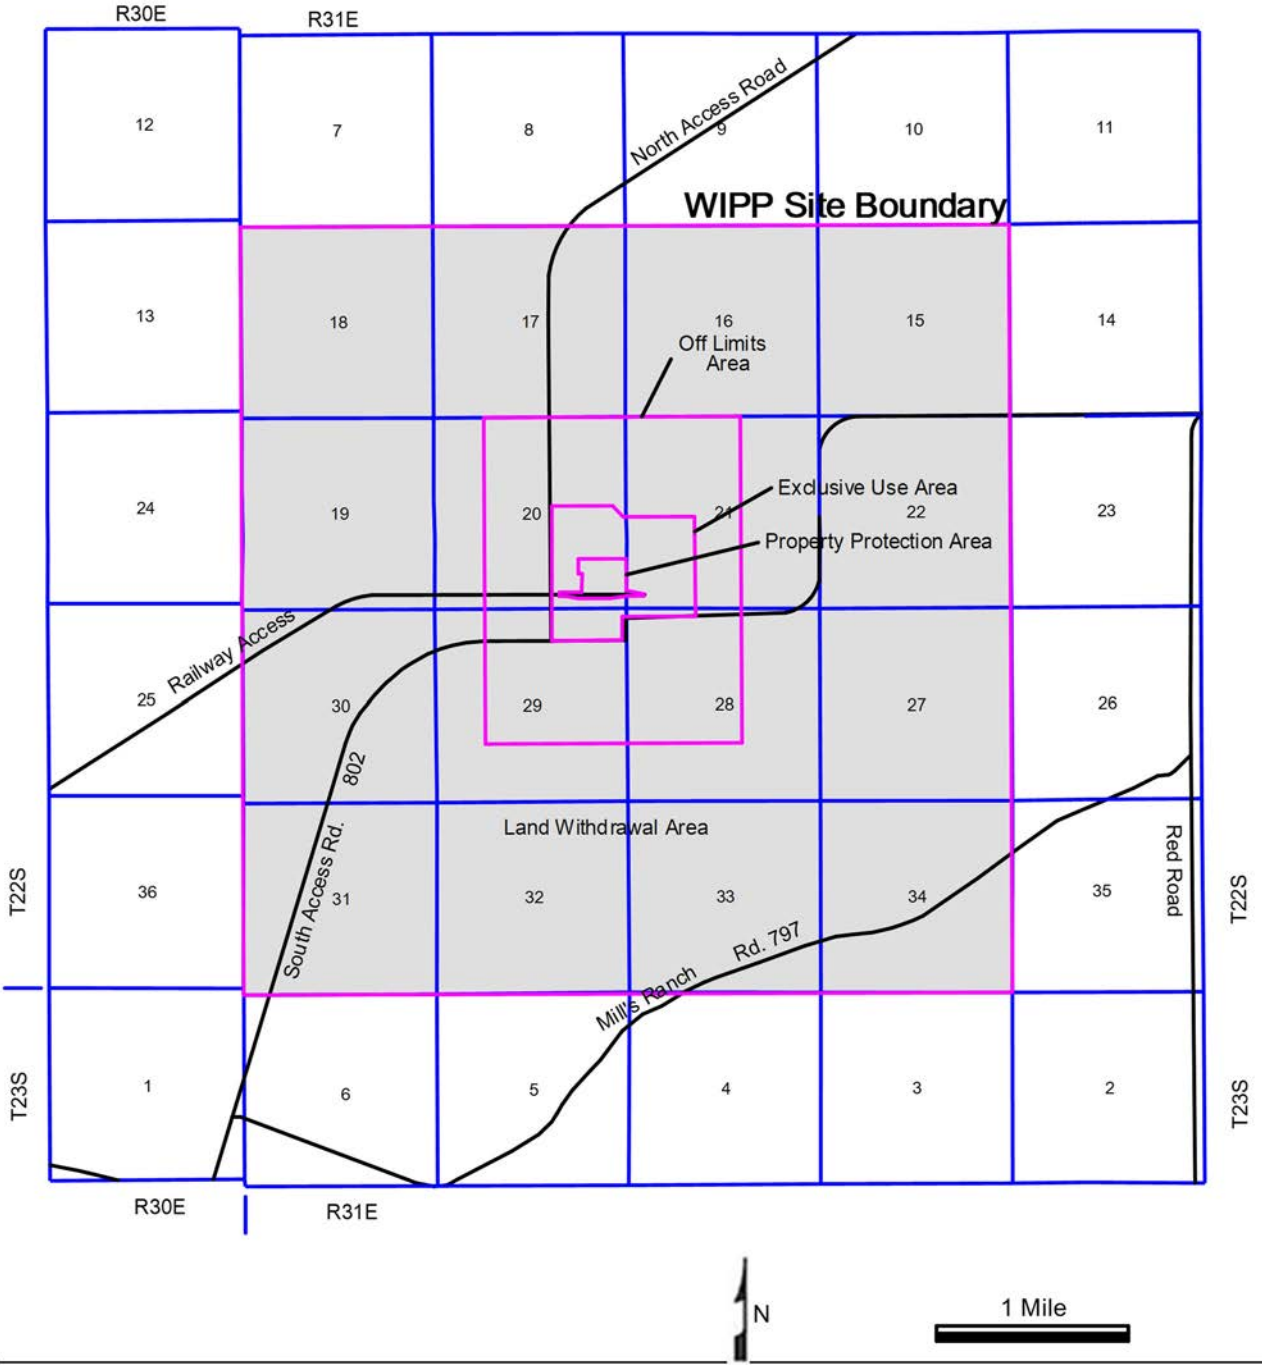 R30E
R31E
12
7
8
9
10
11
North Access Road
WIPP Site Boundary
13
18
17
16
15
14
Off Limits
Area
24
19
20
21
22
23
Exclusive Use Area
Property Protection Area
Railway Access
25
30
29
28
27
26
802
Land Withdrawal Area
South Access Rd.
Red Road
T22S
36
31
32
33
34
35
T22S
Rd. 797
Mill's Ranch
T23S
1
6
5
4
3
2
T23S
R30E
R31E
N
1 Mile